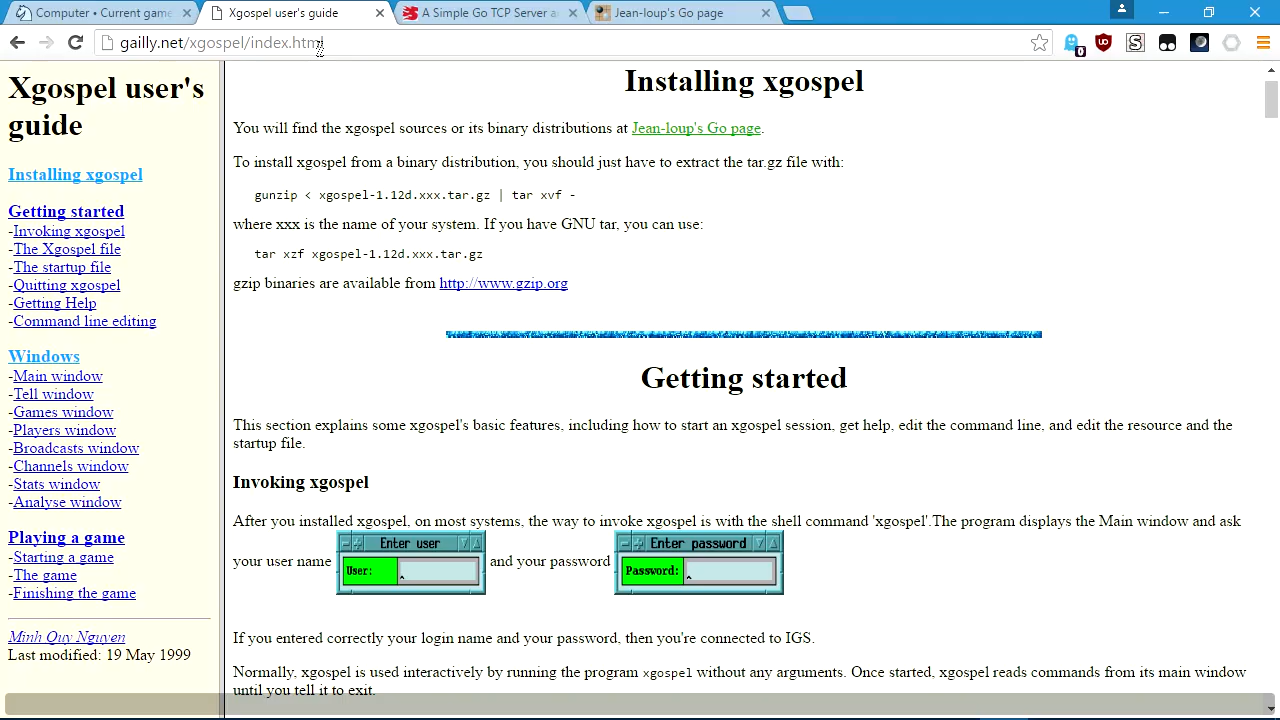 Computer • Current game
Xgospel user's guide
A Simple Go TCP Server a
Jean-loup's Go page
gailly.net/xgospel/index.html
0
Xgospel user's
guide
Installing xgospel
Getting started
-Invoking xgospel
-The Xgospel file
-The startup file
-Quitting xgospel
-Getting Help
-Command line editing
Windows
-Main window
-Tell window
-Games window
-Players window
-Broadcasts window
-Channels window
-Stats window
-Analyse window
Playing a game
-Starting a game
-The game
-Finishing the game
Minh Quy Nguyen
Last modified: 19 May 1999
Installing xgospel
You will find the xgospel sources or its binary distributions at Jean-loup's Go page.
To install xgospel from a binary distribution, you should just have to extract the tar.gz file with:
gunzip < xgospel-1.12d.xxx.tar.gz | tar xvf -
where xxx is the name of your system. If you have GNU tar, you can use:
tar xzf xgospel-1.12d.xxx.tar.gz
gzip binaries are available from http://www.gzip.org
Getting started
This section explains some xgospel's basic features, including how to start an xgospel session, get help, edit the command line, and edit the resource and the
startup file.
Invoking xgospel
After you installed xgospel, on most systems, the way to invoke xgospel is with the shell command 'xgospel'.The program displays the Main window and ask
Enter user
Enter password
your user name User: and your password Password:
If you entered correctly your login name and your password, then you're connected to IGS.
Normally, xgospel is used interactively by running the program xgospel without any arguments. Once started, xgospel reads commands from its main window
until you tell it to exit.